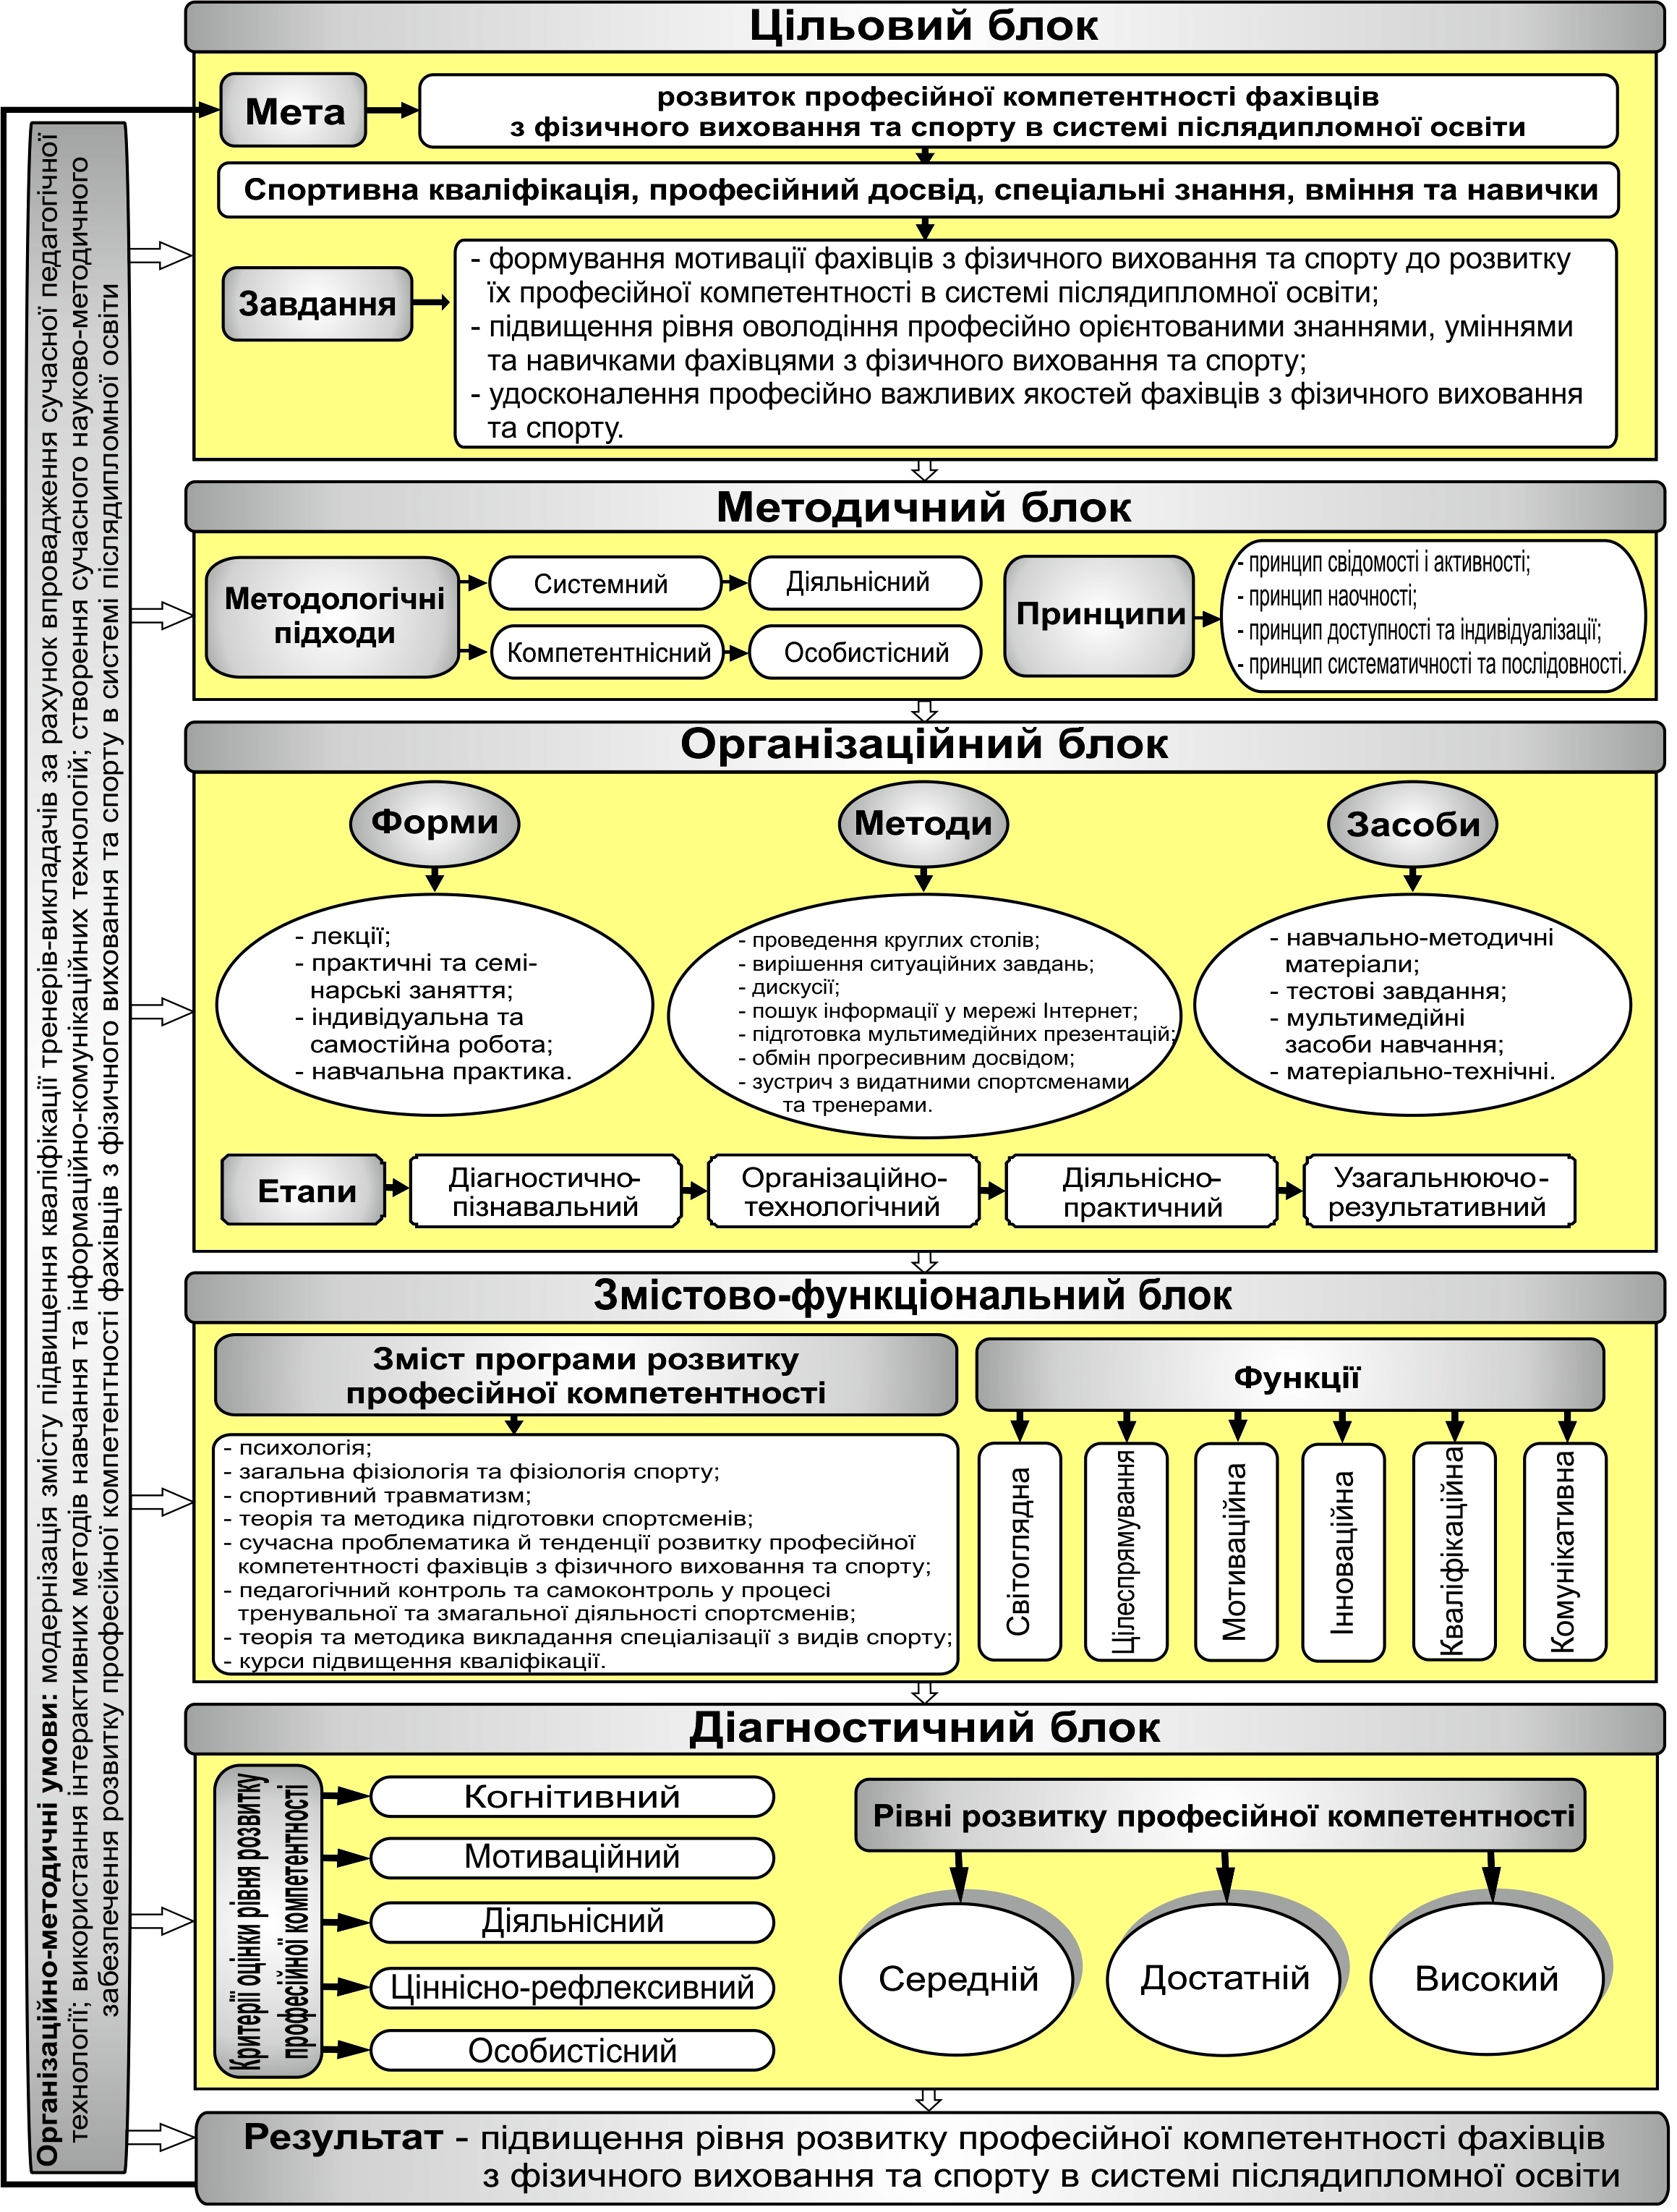 Цільовий блок
Мета
розвиток професійної компетентності фахівців
з фізичного виховання та спорту в системі післядипломної освіти
Спортивна кваліфікація, професійний досвід, спеціальні знання, вміння та навички
Завдання
- формування мотивації фахівців з фізичного виховання та спорту до розвитку
їх професійної компетентності в системі післядипломної освіти;
- підвищення рівня оволодіння професійно орієнтованими знаннями, уміннями
та навичками фахівцями з фізичного виховання та спорту;
- удосконалення професійно важливих якостей фахівців з фізичного виховання
та спорту.
Організаційно-методичні умови: модернізація змісту підвищення кваліфікації тренерів-викладачів за рахунок впровадження сучасної педагогічної
технології; використання інтерактивних методів навчання та інформаційно-комунікаційних технологій; створення сучасного науково-методичного
забезпечення розвитку професійної компетентності фахівців з фізичного виховання та спорту в системі післядипломної освіти
Методичний блок
Методологічні
підходи
Системний
Діяльнісний
Компетентнісний
Особистісний
Принципи
- принцип свідомості і активності;
- принцип наочності;
- принцип доступності та індивідуалізації;
- принцип систематичності та послідовності.
Організаційний блок
Форми
- лекції;
- практичні та семі-
нарські заняття;
- індивідуальна та
самостійна робота;
- навчальна практика.
Методи
- проведення круглих столів;
- вирішення ситуаційних завдань;
- дискусії;
- пошук інформації у мережі Інтернет;
- підготовка мультимедійних презентацій;
- обмін прогресивним досвідом;
- зустрич з видатними спортсменами
та тренерами.
Засоби
- навчально-методичні
матеріали;
- тестові завдання;
- мультимедійні
засоби навчання;
- матеріально-технічні.
Етапи
Діагностично-
пізнавальний
Організаційно-
технологічний
Діяльнісно-
практичний
Узагальнюючо-
результативний
Змістово-функціональний блок
Зміст програми розвитку
професійної компетентності
- психологія;
- загальна фізіологія та фізіологія спорту;
- спортивний травматизм;
- теорія та методика підготовки спортсменів;
- сучасна проблематика й тенденції розвитку професійної
компетентності фахівців з фізичного виховання та спорту;
- педагогічний контроль та самоконтроль у процесі
тренувальної та змагальної діяльності спортсменів;
- теорія та методика викладання спеціалізації з видів спорту;
- курси підвищення кваліфікації.
Функції
Світоглядна
Цілеспрямування
Мотиваційна
Інноваційна
Кваліфікаційна
Комунікативна
Діагностичний блок
Критерії оцінки рівня розвитку
професійної компетентності
Когнітивний
Мотиваційний
Діяльнісний
Ціннісно-рефлексивний
Особистісний
Рівні розвитку професійної компетентності
Середній
Достатній
Високий
Результат - підвищення рівня розвитку професійної компетентності фахівців
з фізичного виховання та спорту в системі післядипломної освіти